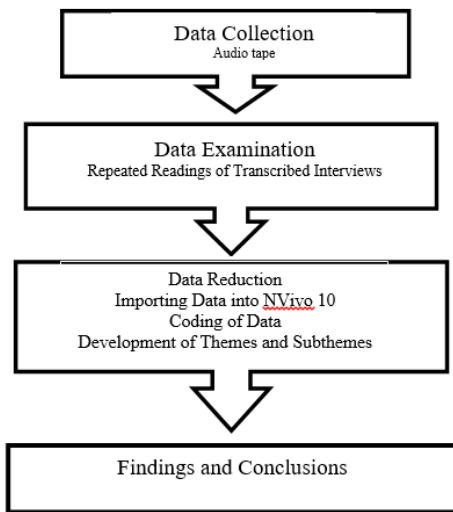 Data Collection
Audio tape
Data Examination
Repeated Readings of Transcribed Interviews
Data Reduction
Importing Data into NVivo 10
Coding of Data
Development of Themes and Subthemes
Findings and Conclusions